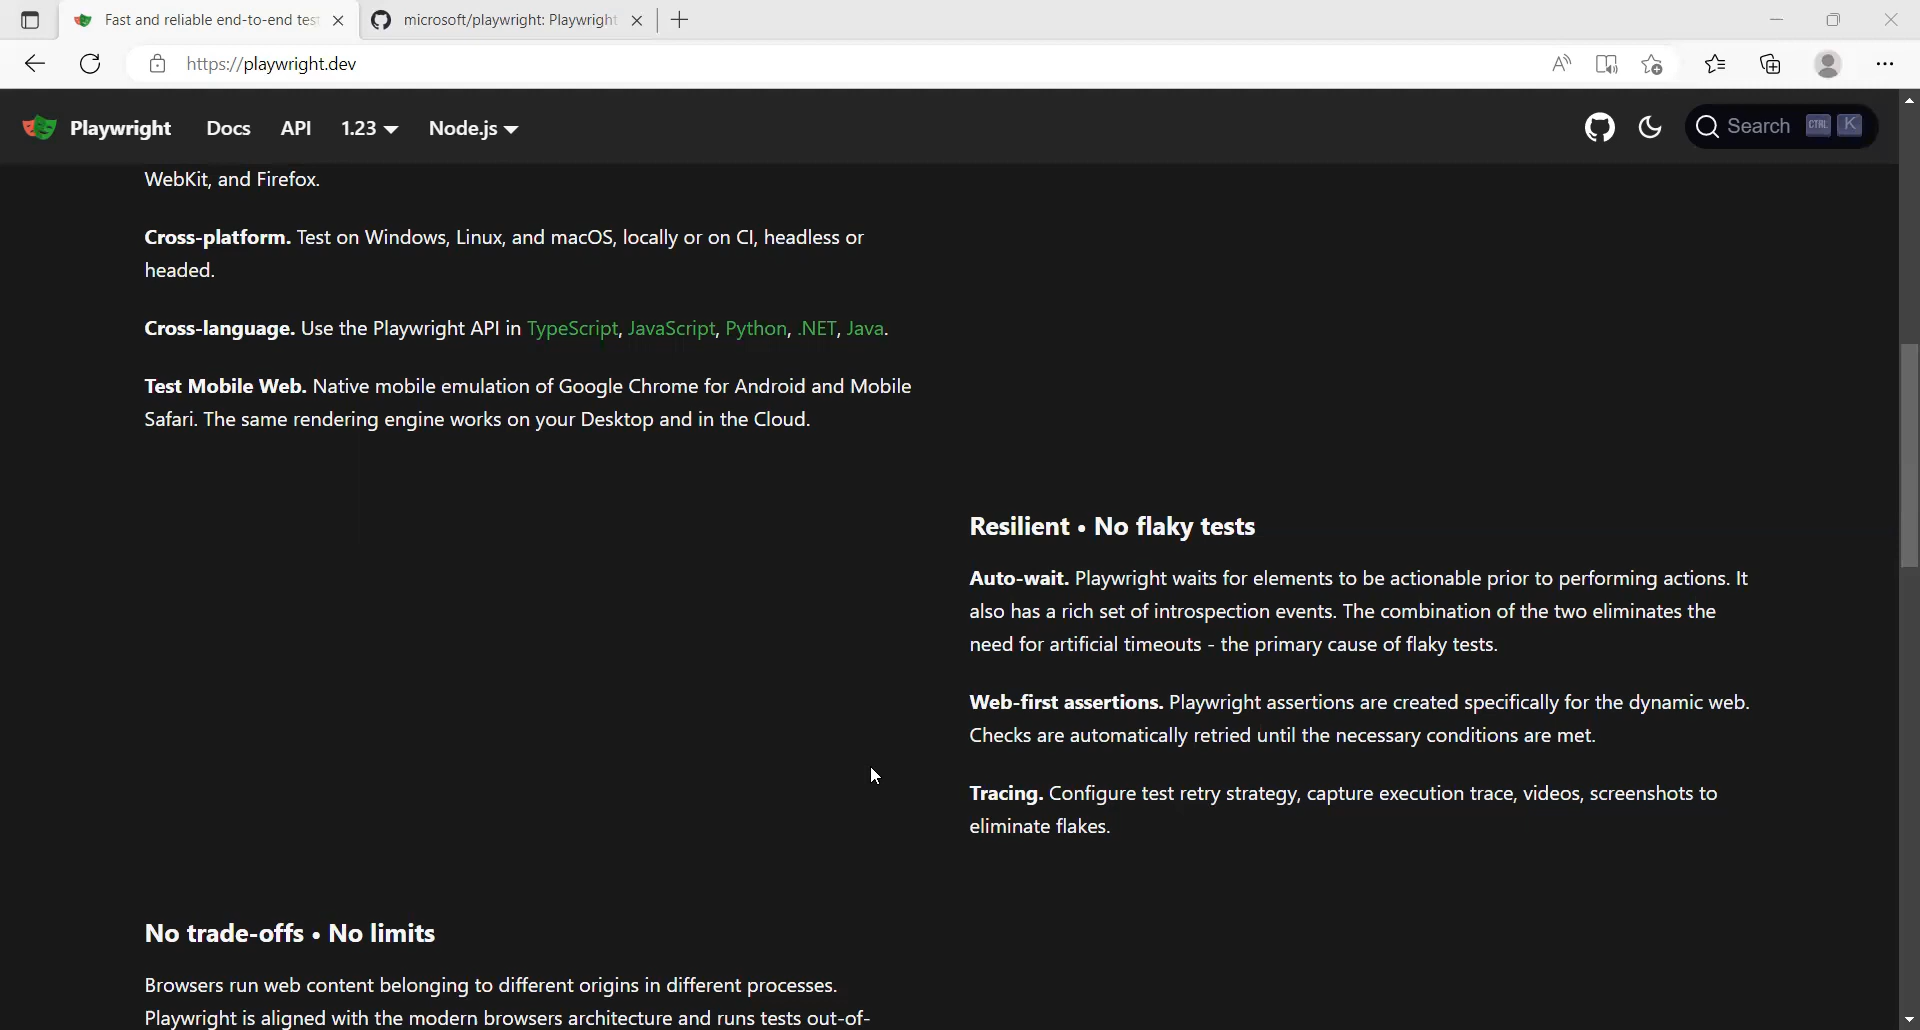 Fast and reliable end-to-end tes
microsoft/playwright: Playwright
https://playwright.dev
Playwright Docs API 1.23 Node.js Search CTRL K
WebKit, and Firefox.
Cross-platform. Test on Windows, Linux, and macOS, locally or on CI, headless or
headed.
Cross-language. Use the Playwright API in TypeScript, JavaScript, Python, .NET, Java.
Test Mobile Web. Native mobile emulation of Google Chrome for Android and Mobile
Safari. The same rendering engine works on your Desktop and in the Cloud.
Resilient • No flaky tests
Auto-wait. Playwright waits for elements to be actionable prior to performing actions. It
also has a rich set of introspection events. The combination of the two eliminates the
need for artificial timeouts - the primary cause of flaky tests.
Web-first assertions. Playwright assertions are created specifically for the dynamic web.
Checks are automatically retried until the necessary conditions are met.
Tracing. Configure test retry strategy, capture execution trace, videos, screenshots to
eliminate flakes.
No trade-offs • No limits
Browsers run web content belonging to different origins in different processes.
Playwright is aligned with the modern browsers architecture and runs tests out-of-